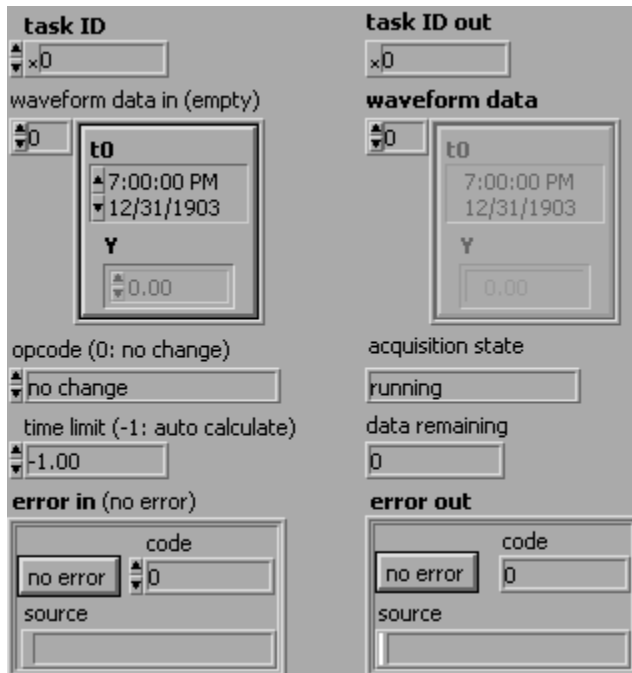 task ID
×0
waveform data in (empty)
0
t0
7:00:00 PM
12/31/1903
Y
0.00
opcode (0: no change)
no change
time limit (-1: auto calculate)
-1.00
error in (no error)
code
no error
0
source
task ID out
×0
waveform data
0
t0
7:00:00 PM
12/31/1903
Y
0.00
acquisition state
running
data remaining
0
error out
code
no error
0
source